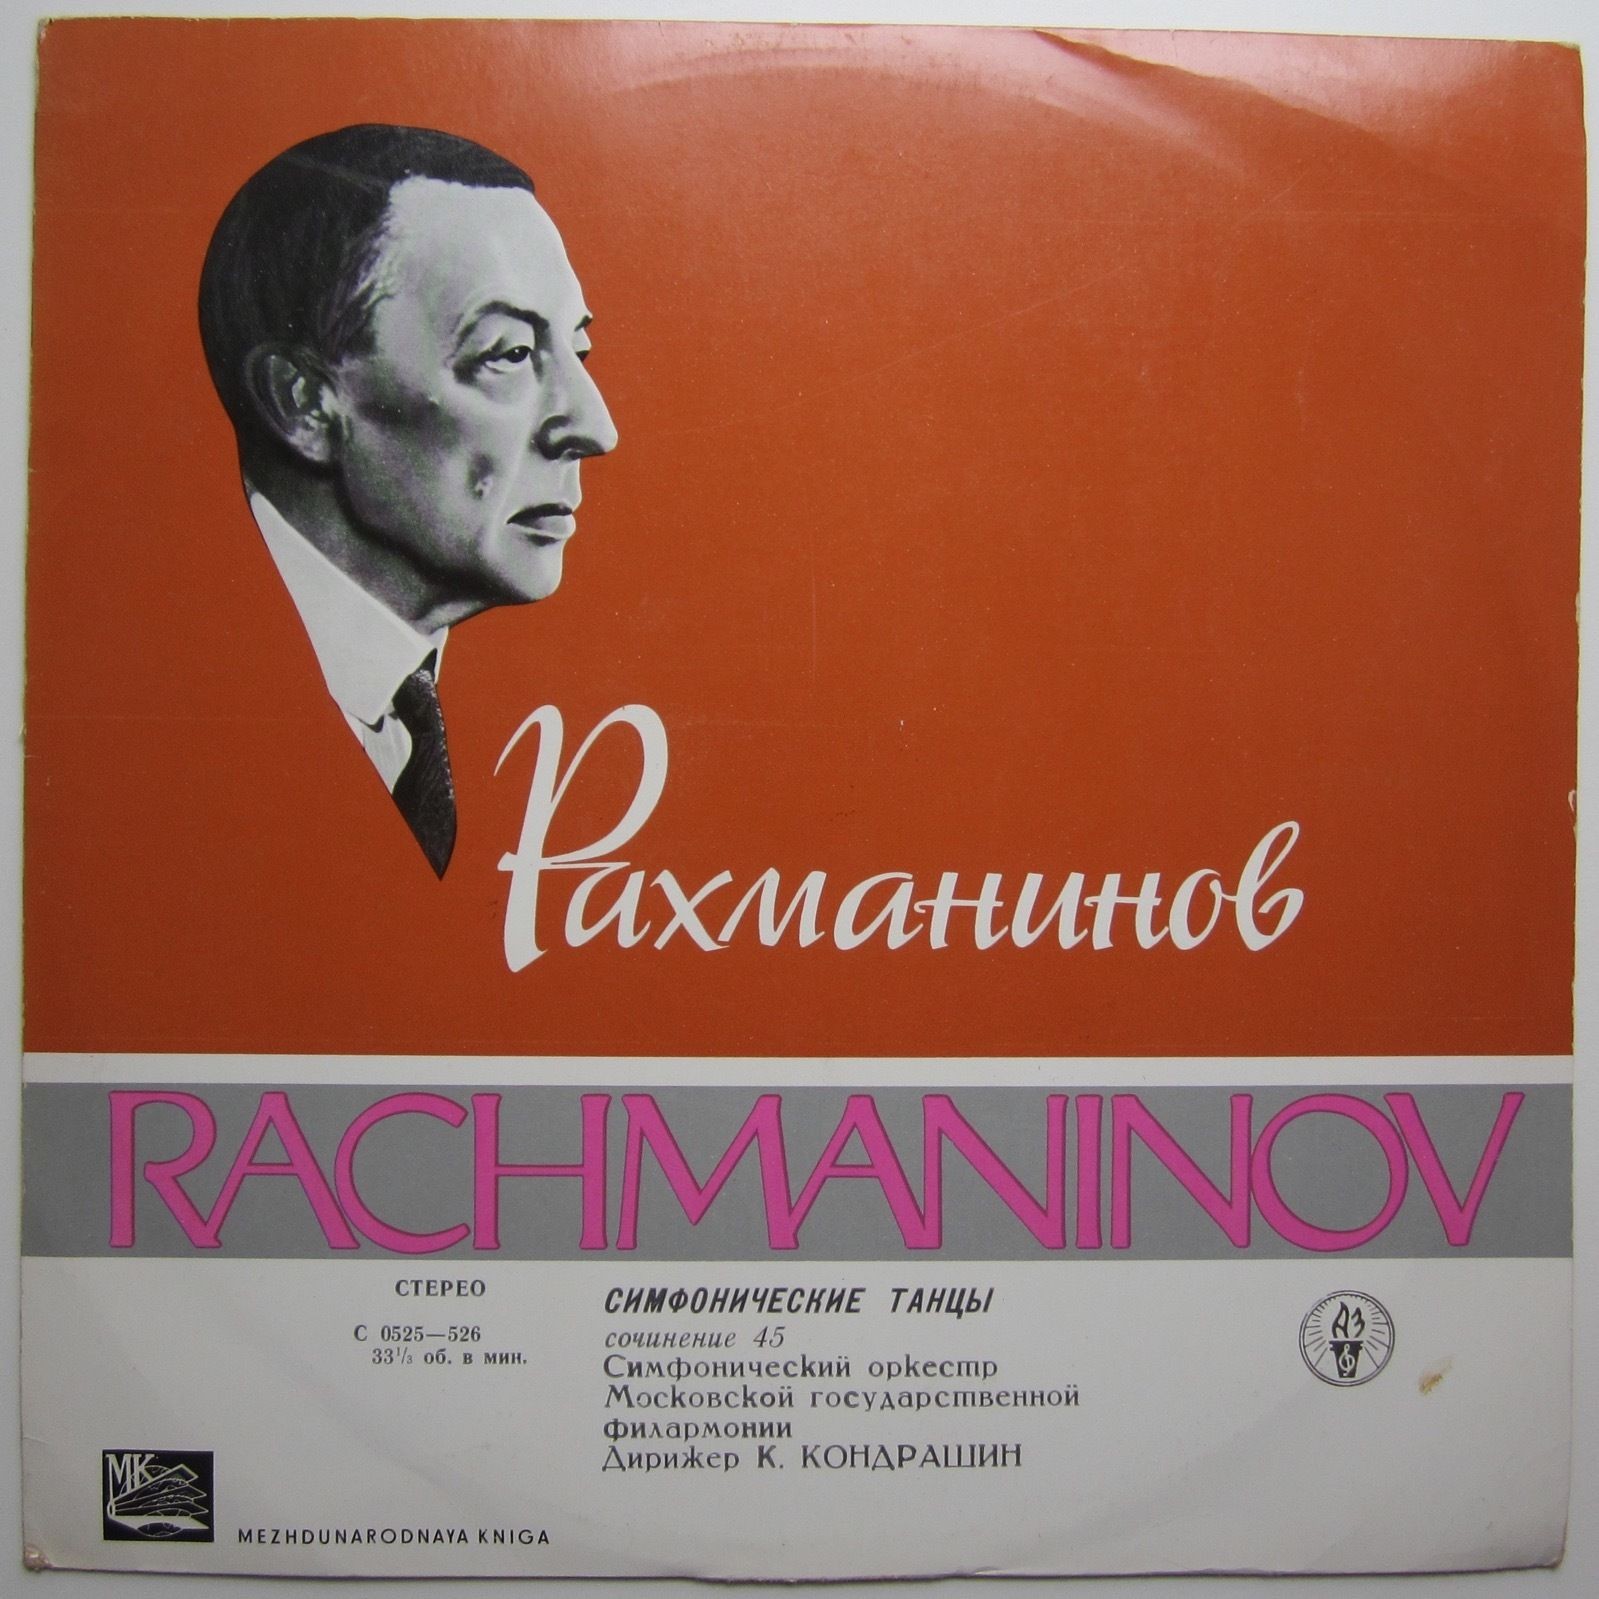 Рахманинов
RACHMANINOV
СТЕРЕО
С 0525—526
33⅓ об. в мин.
СИМФОНИЧЕСКИЕ ТАНЦЫ
сочинение 45
Симфонический оркестр
Московской государственной
филармонии
Дирижер К. КОНДРАШИН
АЗ
МК
MEZHDUNARODNAYA KNIGA